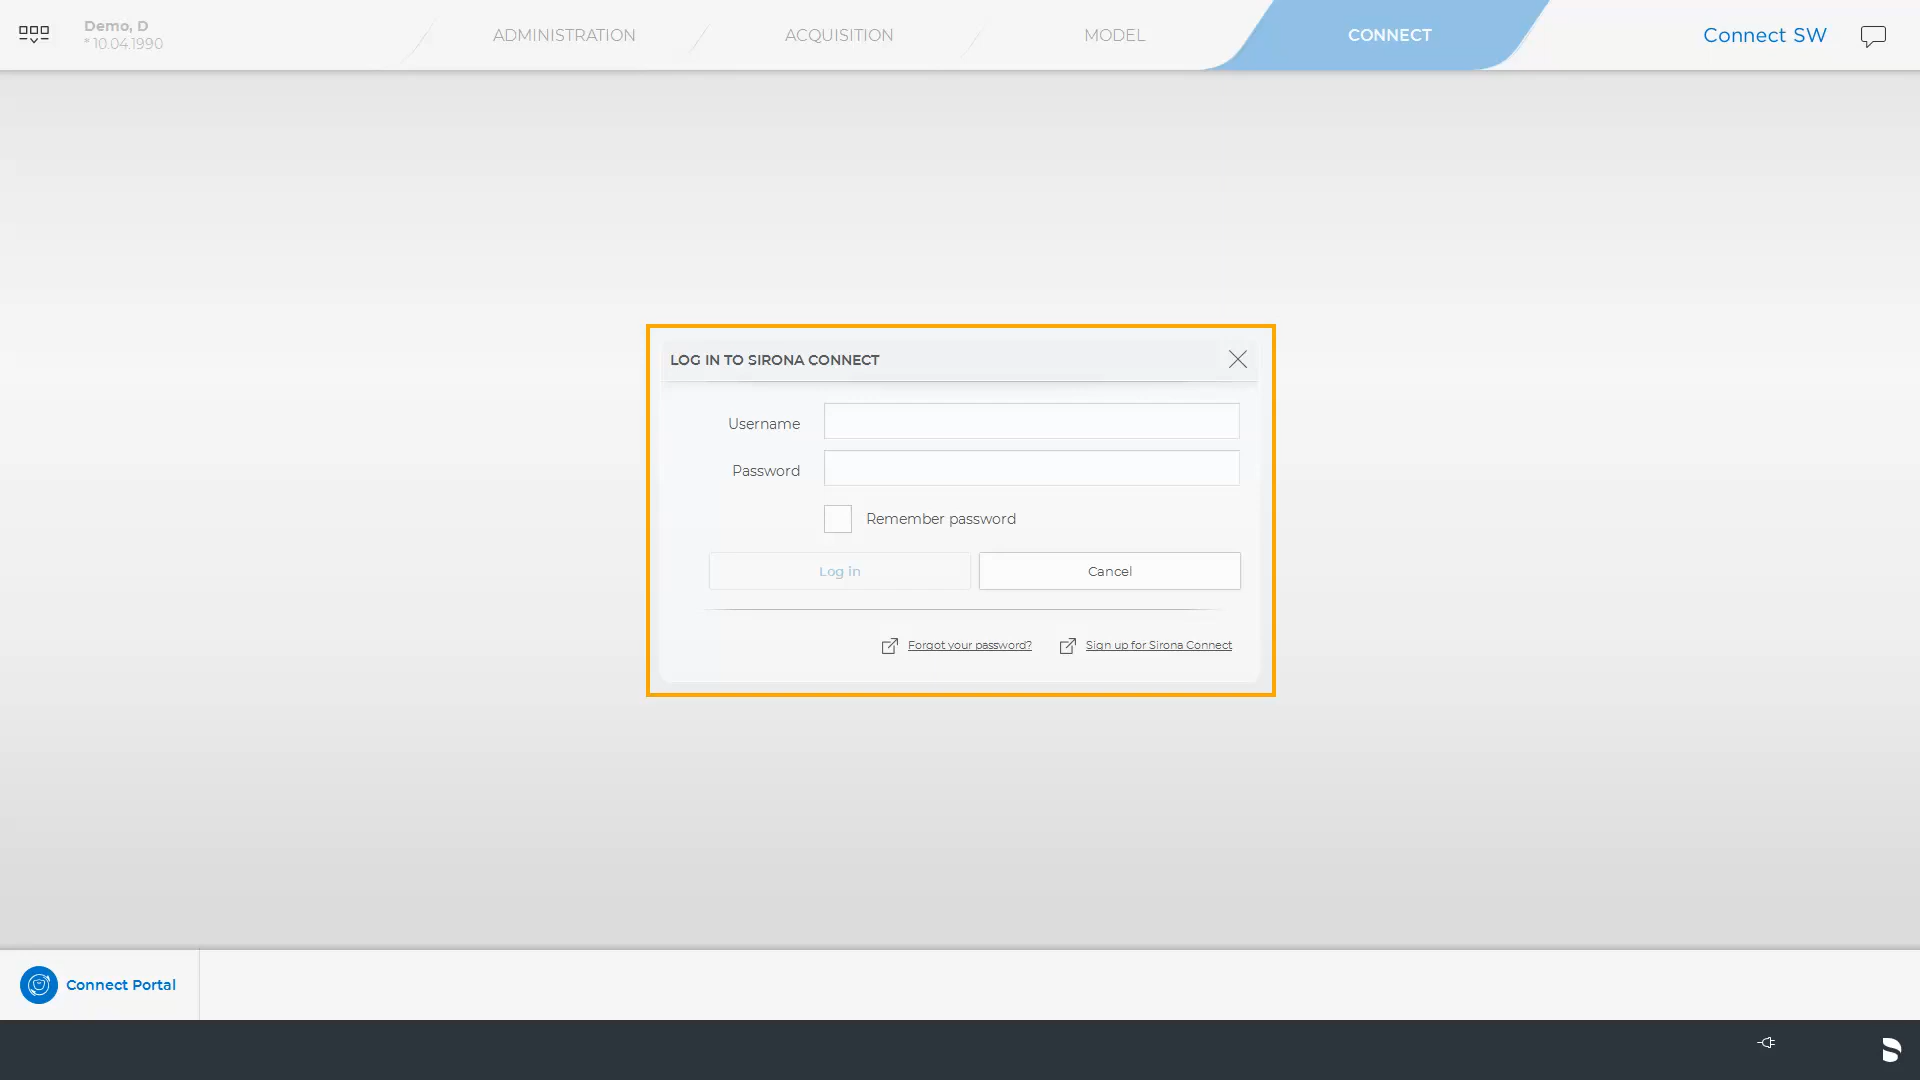 Demo, D
* 10.04.1990
ADMINISTRATION
ACQUISITION
MODEL
CONNECT
Connect SW
LOG IN TO SIRONA CONNECT
Username
Password
Remember password
Log in
Cancel
Forgot your password?
Sign up for Sirona Connect
Connect Portal